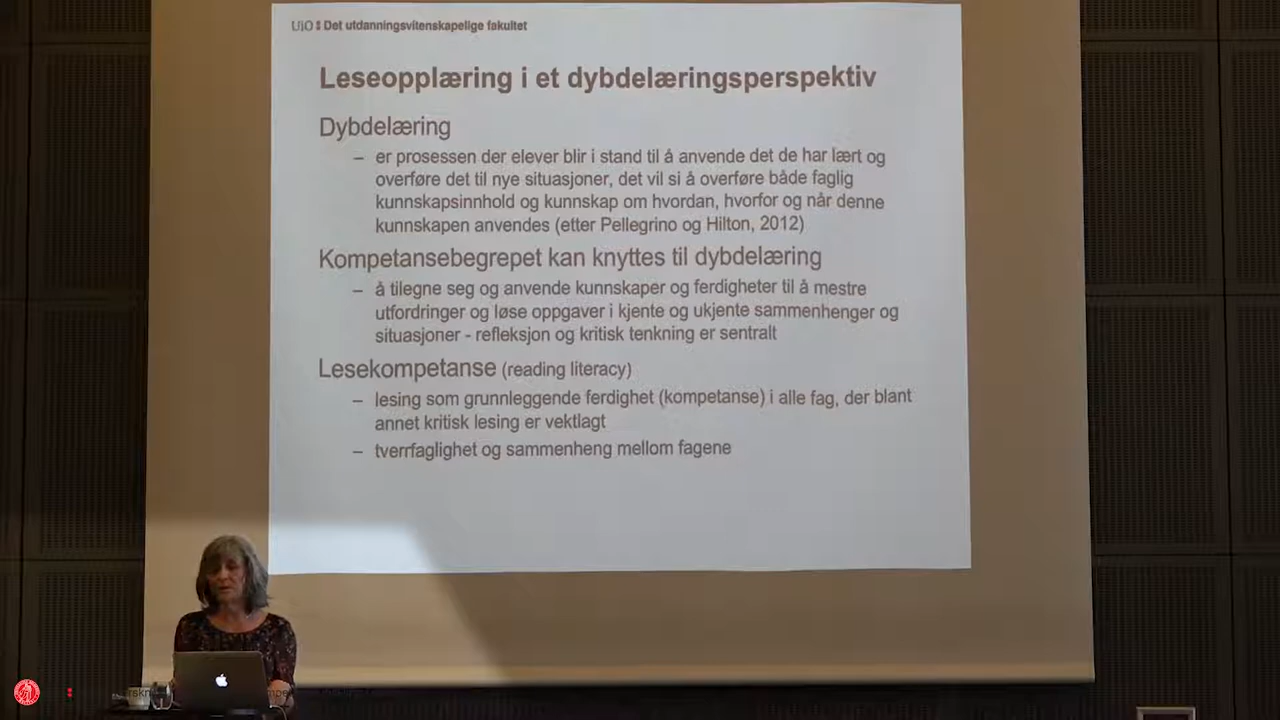 UiO Det utdanningsvitenskapelige fakultet
Leseopplæring i et dybdelæringsperspektiv
Dybdelæring
– er prosessen der elever blir i stand til å anvende det de har lært og
overføre det til nye situasjoner, det vil si å overføre både faglig
kunnskapsinnhold og kunnskap om hvordan, hvorfor og når denne
kunnskapen anvendes (etter Pellegrino og Hilton, 2012)
Kompetansebegrepet kan knyttes til dybdelæring
– å tilegne seg og anvende kunnskaper og ferdigheter til å mestre
utfordringer og løse oppgaver i kjente og ukjente sammenhenger og
situasjoner - refleksjon og kritisk tenkning er sentralt
Lesekompetanse (reading literacy)
– lesing som grunnleggende ferdighet (kompetanse) i alle fag, der blant
annet kritisk lesing er vektlagt
– tverrfaglighet og sammenheng mellom fagene